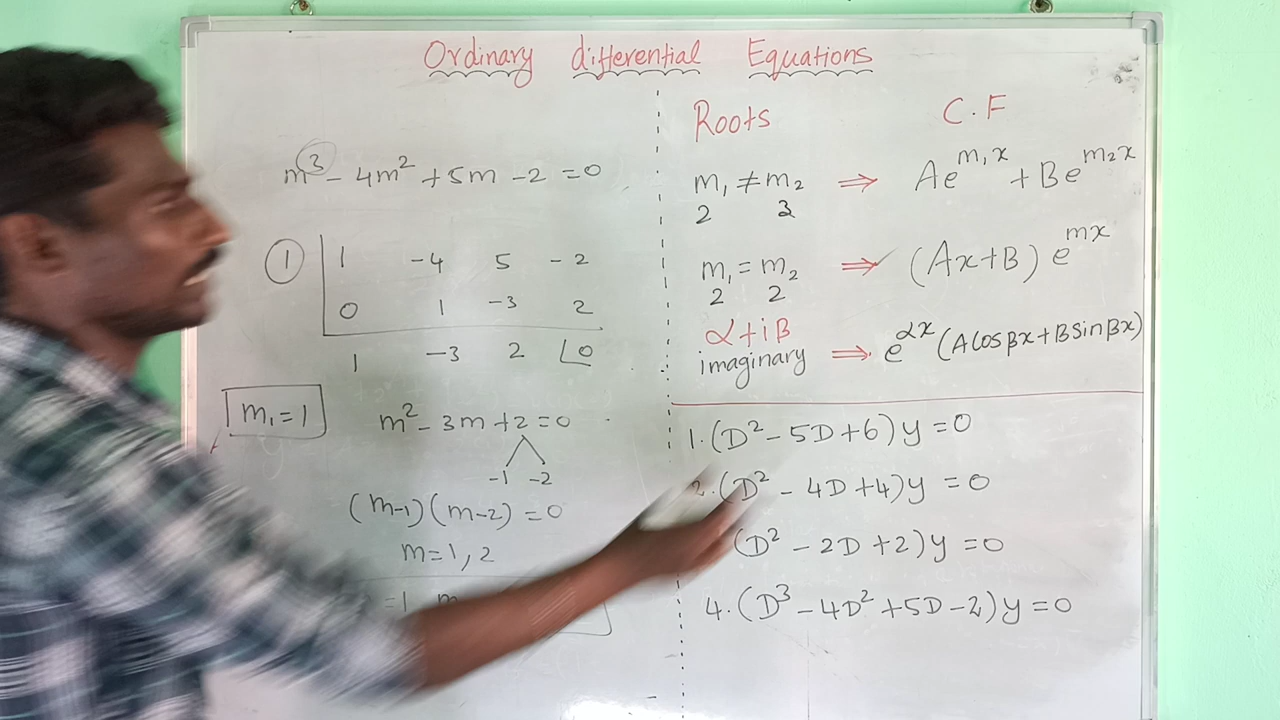 Ordinary differential Equations
m³ - 4m² + 5m - 2 = 0
① 1 -4 5 -2
0 1 -3 2
1 -3 2 0
m₁ = 1
m² - 3m + 2 = 0
-1 -2
(m-1)(m-2) = 0
m = 1, 2
= 1 m
Roots C.F
m₁ ≠ m₂ ⇒ Ae^{m₁x} + Be^{m₂x}
2 3
m₁ = m₂ ⇒ (Ax+B) e^{mx}
2 2
α + iβ
imaginary ⇒ e^{αx} (A cos βx + B sin βx)
1. (D² - 5D + 6) y = 0
2. (D² - 4D + 4) y = 0
(D² - 2D + 2) y = 0
4. (D³ - 4D² + 5D - 2) y = 0